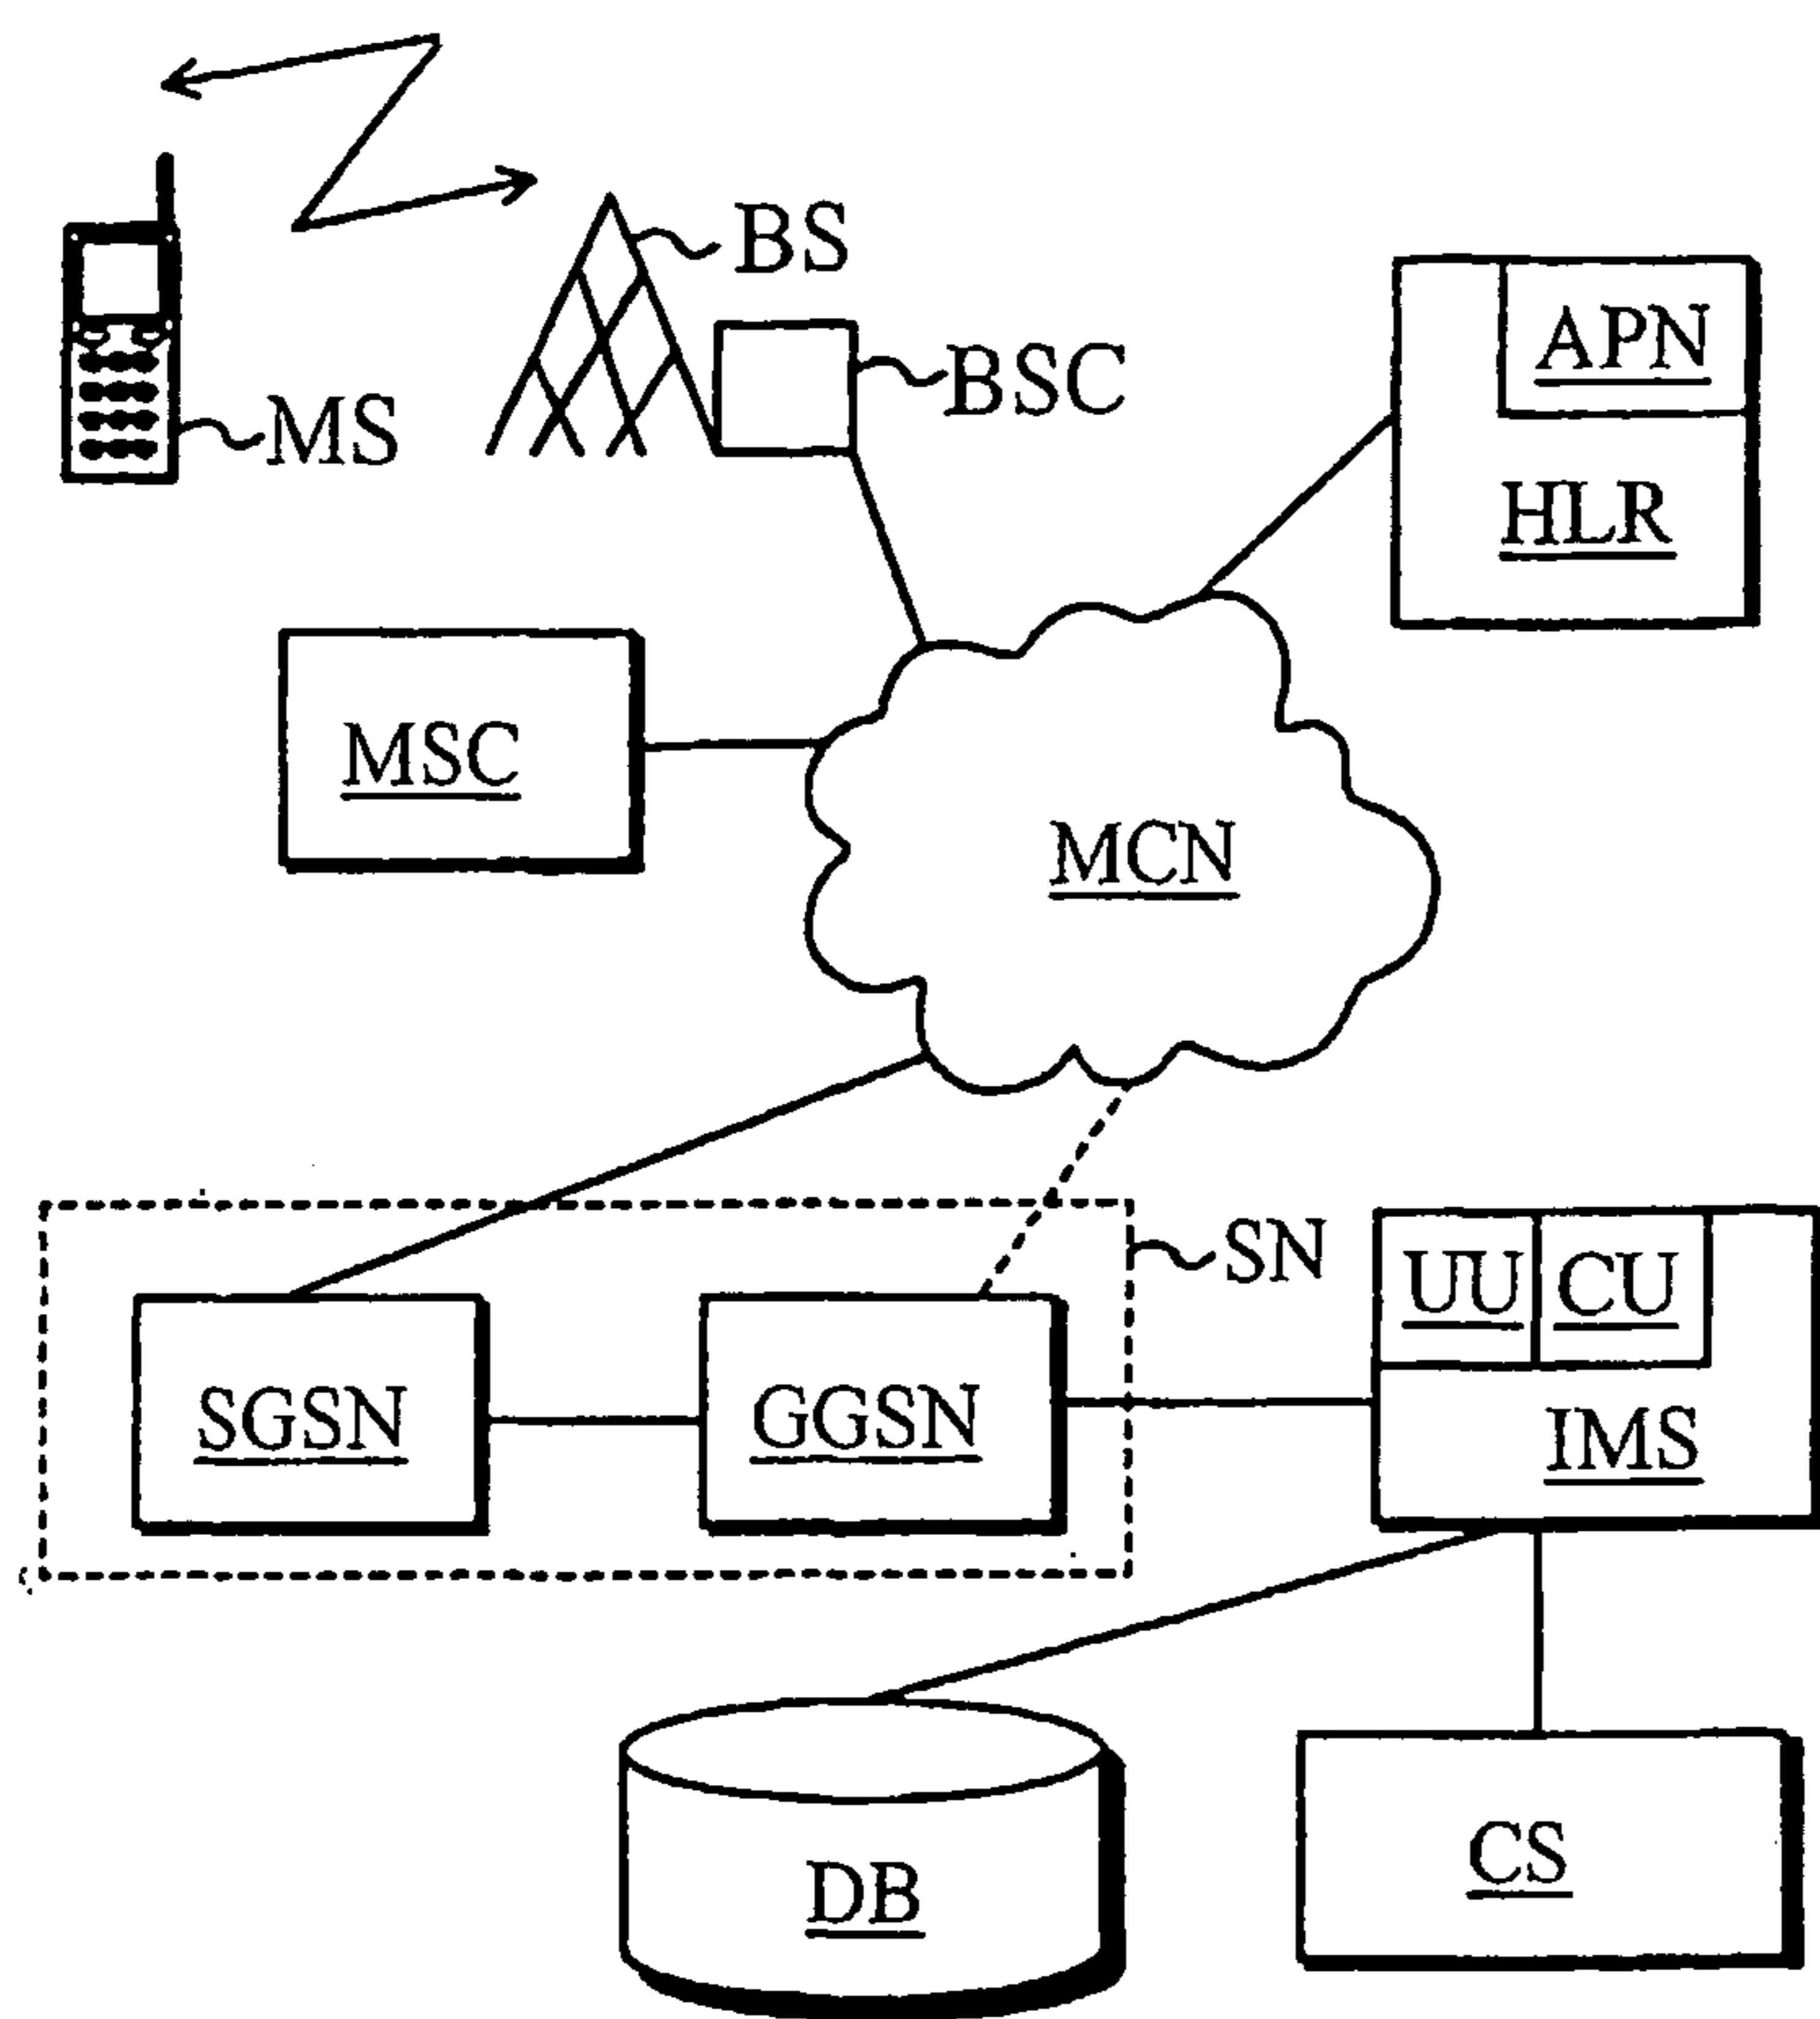 BS
BSC
MS
APN
HLR
MSC
MCN
SN
UU
CU
SGSN
GGSN
IMS
DB
CS